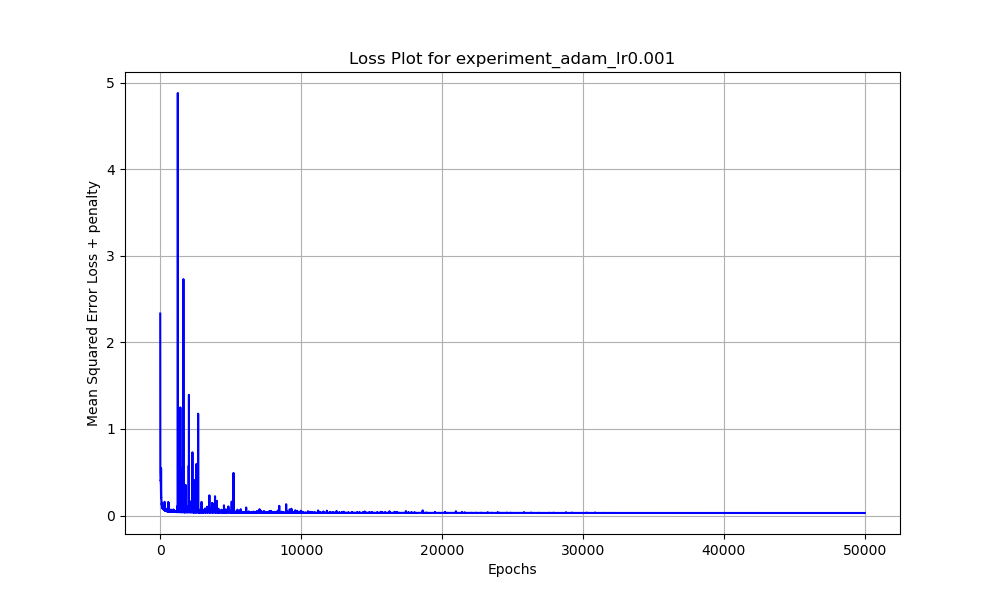 Loss Plot for experiment_adam_lr0.001
Mean Squared Error Loss + penalty
5
4
3
2
1
0
0 10000 20000 30000 40000 50000
Epochs